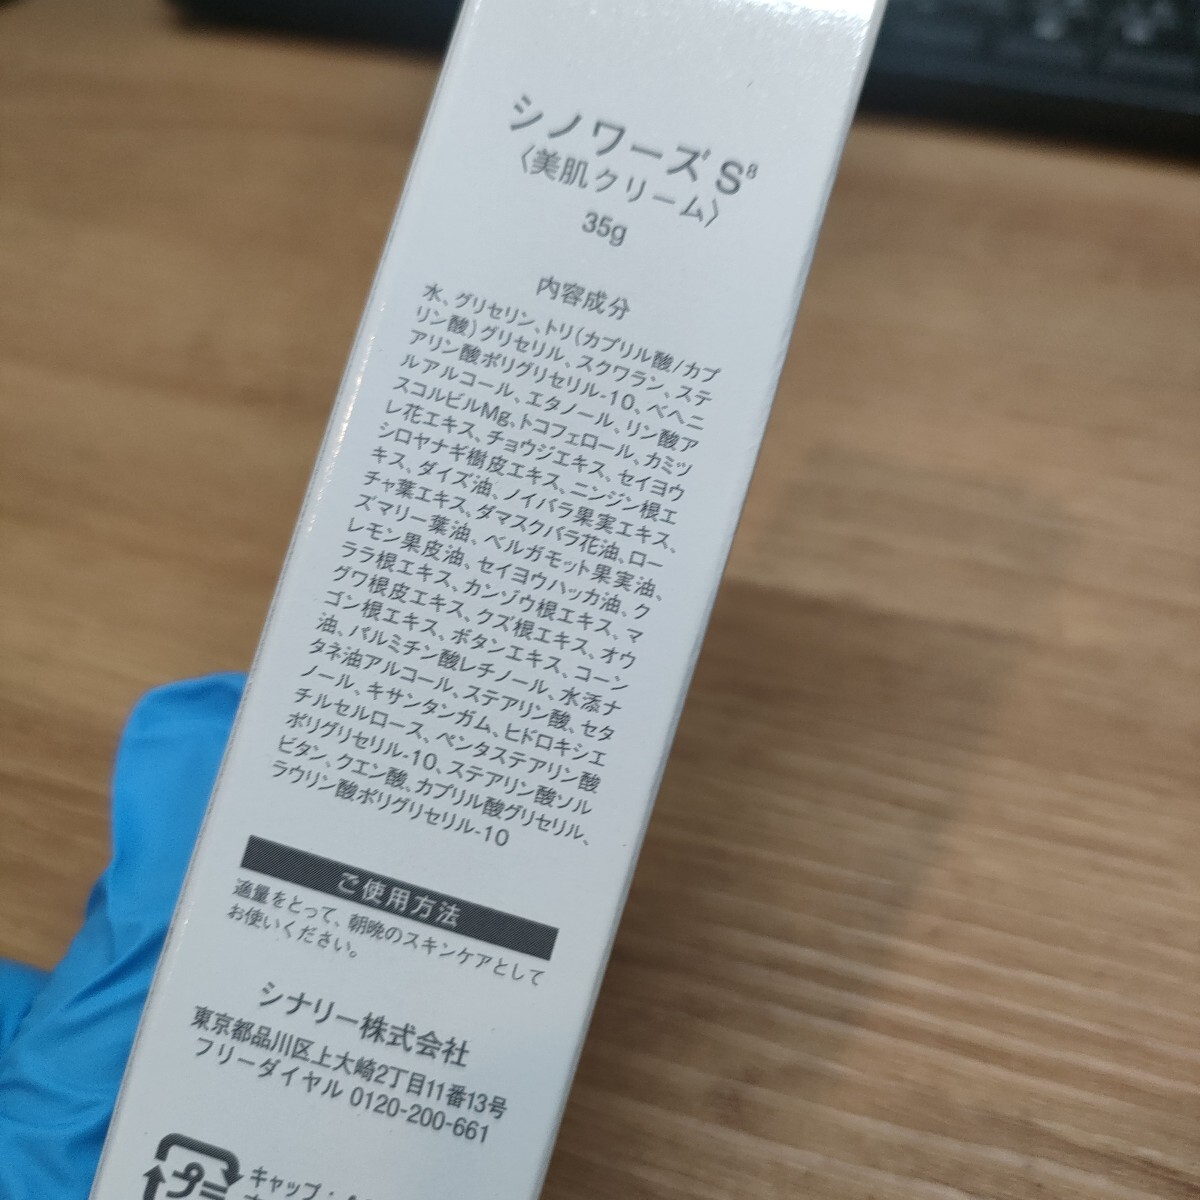 シノワーズ S⁸
〈美肌クリーム〉
35g
内容成分
水、グリセリン、トリ(カプリル酸/カプ
リン酸)グリセリル、スクワラン、ステ
アリン酸ポリグリセリル-10、ベヘニ
ルアルコール、エタノール、リン酸ア
スコルビルMg、トコフェロール、カミツ
レ花エキス、チョウジエキス、セイヨウ
シロヤナギ樹皮エキス、ニンジン根エ
キス、ダイズ油、ノイバラ果実エキス、
チャ葉エキス、ダマスクバラ花油、ロー
ズマリー葉油、ベルガモット果実油、
レモン果皮油、セイヨウハッカ油、ク
ララ根エキス、カンゾウ根エキス、マ
グワ根皮エキス、クズ根エキス、オウ
ゴン根エキス、ボタンエキス、コーン
油、パルミチン酸レチノール、水添ナ
タネ油アルコール、ステアリン酸、セタ
ノール、キサンタンガム、ヒドロキシエ
チルセルロース、ペンタステアリン酸
ポリグリセリル-10、ステアリン酸ソル
ビタン、クエン酸、カプリル酸グリセリル、
ラウリン酸ポリグリセリル-10
ご使用方法
適量をとって、朝晩のスキンケアとして
お使いください。
シナリー株式会社
東京都品川区上大崎2丁目11番13号
フリーダイヤル 0120-200-661
プラ
キャップ・